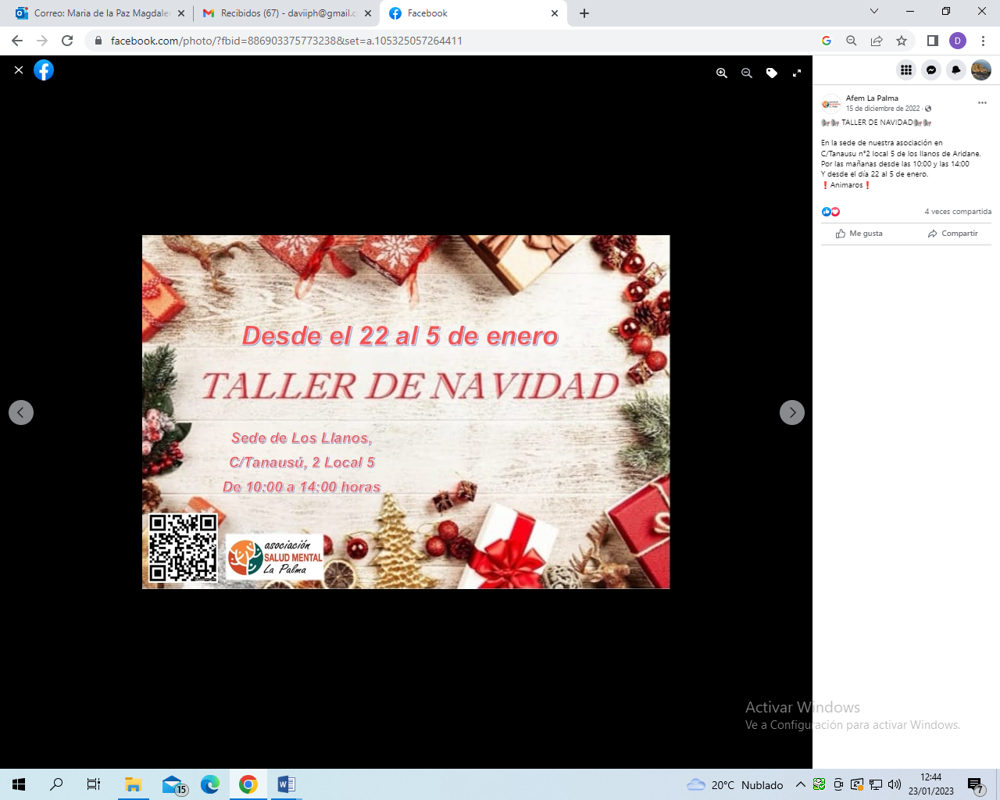 Correo: Maria de la Paz Magdale
Recibidos (67) - daviiph@gmail.c
Facebook
facebook.com/photo/?fbid=886903375773238&set=a.105325057264411
D
Afem La Palma
15 de diciembre de 2022 ·
TALLER DE NAVIDAD
En la sede de nuestra asociación en
C/Tanausu n°2 local 5 de los llanos de Aridane.
Por las mañanas desde las 10:00 y las 14:00
Y desde el día 22 al 5 de enero.
❗Animaros❗
4 veces compartida
Me gusta
Compartir
Desde el 22 al 5 de enero
TALLER DE NAVIDAD
Sede de Los Llanos,
C/Tanausú, 2 Local 5
De 10:00 a 14:00 horas
asociación
SALUD MENTAL
La Palma
Activar Windows
Ve a Configuración para activar Windows.
15
20°C Nublado
12:44
23/01/2023
7